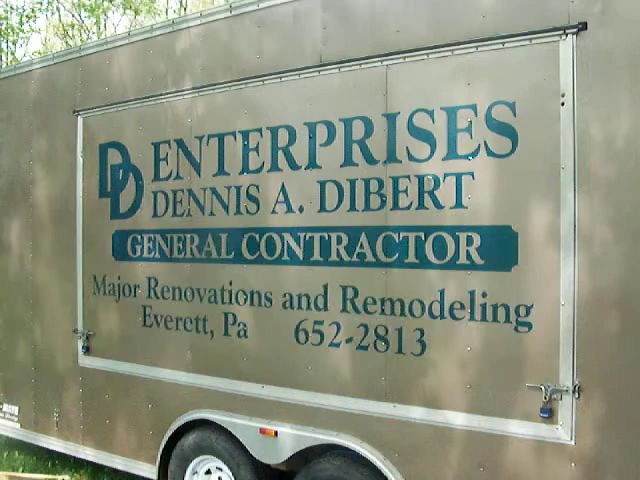 DD ENTERPRISES
DENNIS A. DIBERT
GENERAL CONTRACTOR
Major Renovations and Remodeling
Everett, Pa 652-2813